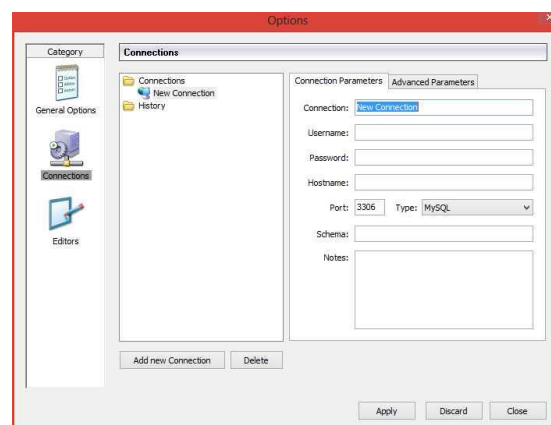 Options
Category
General Options
Connections
Editors
Connections
Connections
New Connection
History
Add new Connection
Delete
Connection Parameters
Advanced Parameters
Connection: New Connection
Username:
Password:
Hostname:
Port: 3306 Type: MySQL
Schema:
Notes:
Apply
Discard
Close